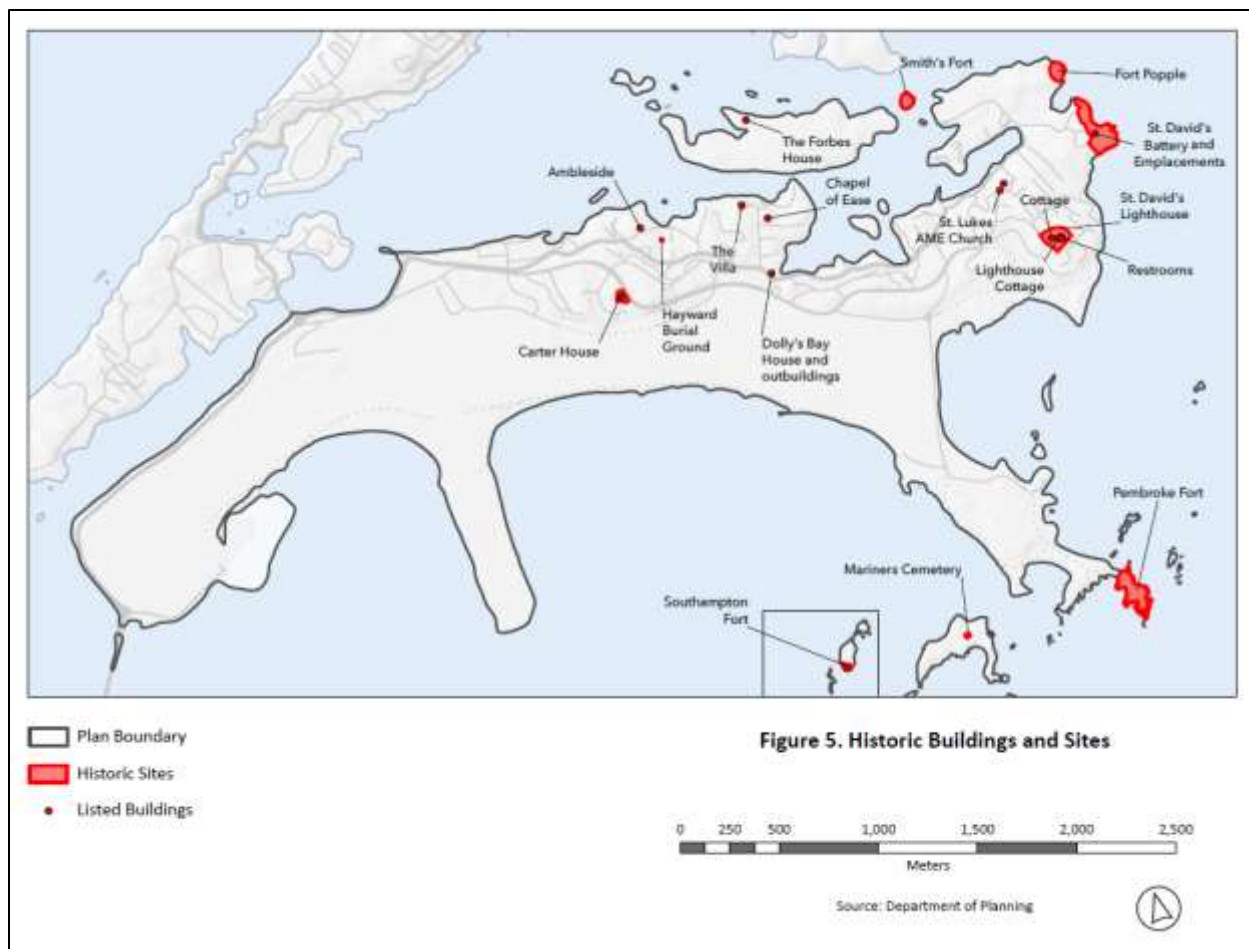 Smith's Fort
Fort Popple
The Forbes
House
St. David's
Battery and
Emplacements
Ambleside
Chapel
of Ease
Cottage
St. David's
Lighthouse
St. Lukes
AME Church
The
Villa
Lighthouse
Cottage
Restrooms
Hayward
Burial
Ground
Carter House
Dolly's Bay
House and
outbuildings
Pembroke Fort
Mariners Cemetery
Southampton
Fort
Plan Boundary
Historic Sites
Listed Buildings
Figure 5. Historic Buildings and Sites
0 250 500 1,000 1,500 2,000 2,500
Meters
Source: Department of Planning